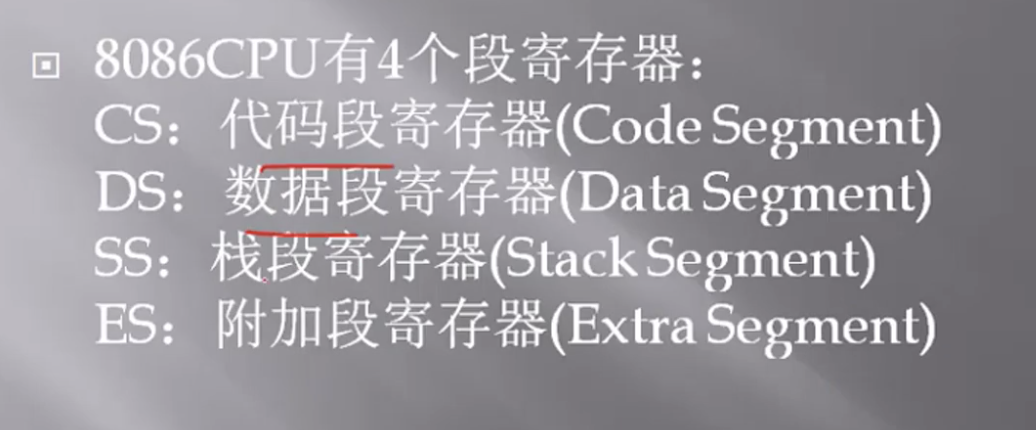 8086CPU有4个段寄存器：
CS：代码段寄存器(Code Segment)
DS：数据段寄存器(Data Segment)
SS：栈段寄存器(Stack Segment)
ES：附加段寄存器(Extra Segment)